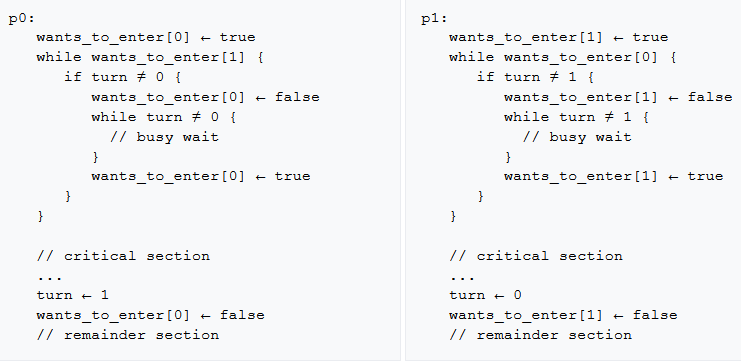 p0:
wants_to_enter[0] ← true
while wants_to_enter[1] {
if turn ≠ 0 {
wants_to_enter[0] ← false
while turn ≠ 0 {
// busy wait
}
wants_to_enter[0] ← true
}
}
// critical section
...
turn ← 1
wants_to_enter[0] ← false
// remainder section
p1:
wants_to_enter[1] ← true
while wants_to_enter[0] {
if turn ≠ 1 {
wants_to_enter[1] ← false
while turn ≠ 1 {
// busy wait
}
wants_to_enter[1] ← true
}
}
// critical section
...
turn ← 0
wants_to_enter[1] ← false
// remainder section